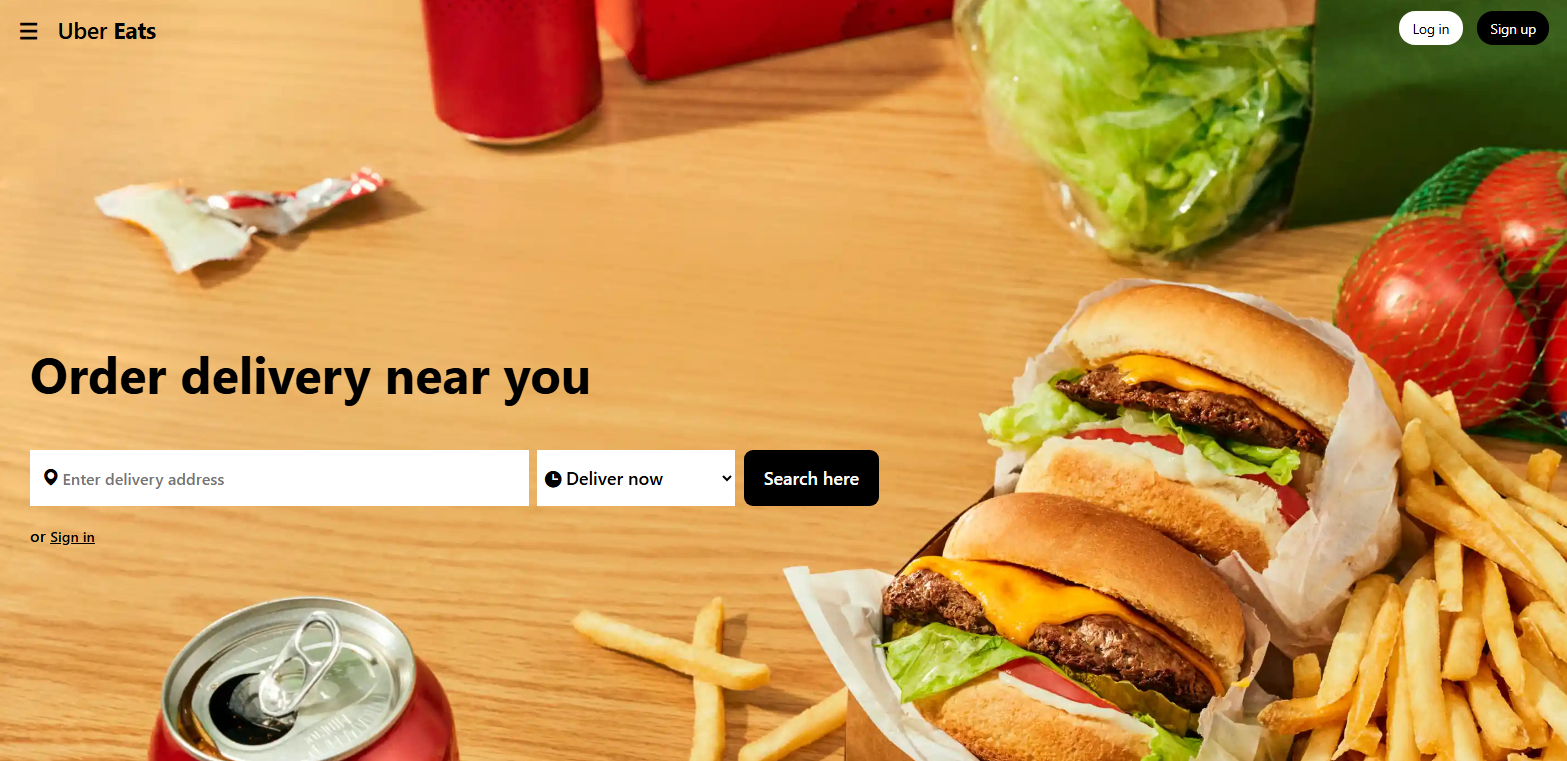 Uber Eats
Log in
Sign up
Order delivery near you
Enter delivery address
Deliver now
Search here
or Sign in